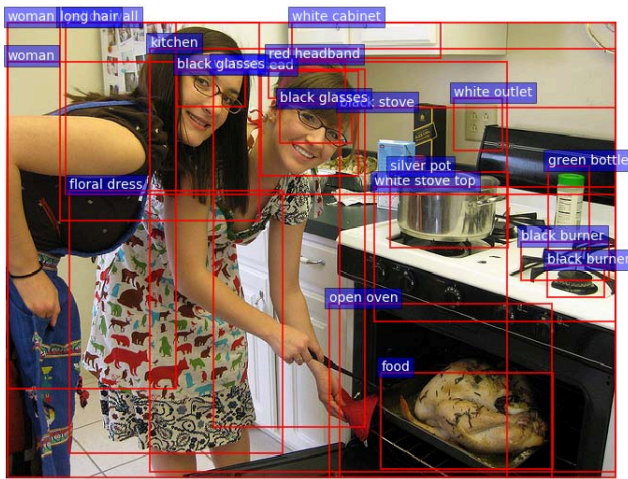 woman
long hair
white cabinet
kitchen
woman
red headband
black glasses
black glasses
white outlet
black stove
silver pot
green bottle
floral dress
white stove top
black burner
black burner
open oven
food